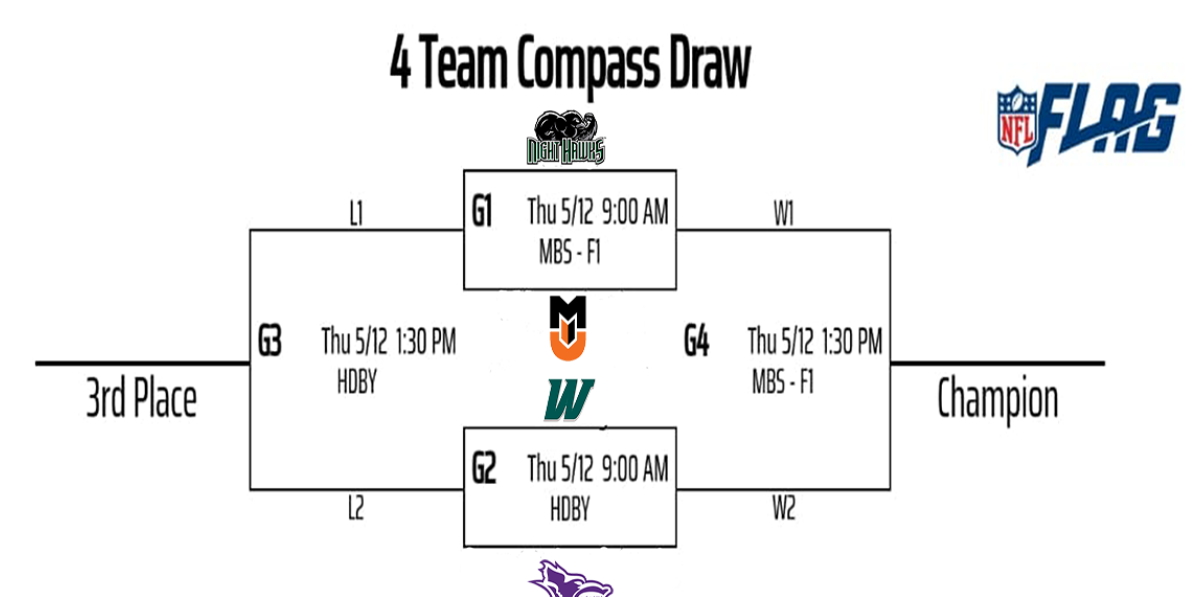 4 Team Compass Draw
NIGHT HAWKS
NFL FLAG
L1
G1 Thu 5/12 9:00 AM
MBS - F1
W1
G3 Thu 5/12 1:30 PM
HDBY
MU
G4 Thu 5/12 1:30 PM
MBS - F1
3rd Place
W
Champion
G2 Thu 5/12 9:00 AM
HDBY
L2
W2